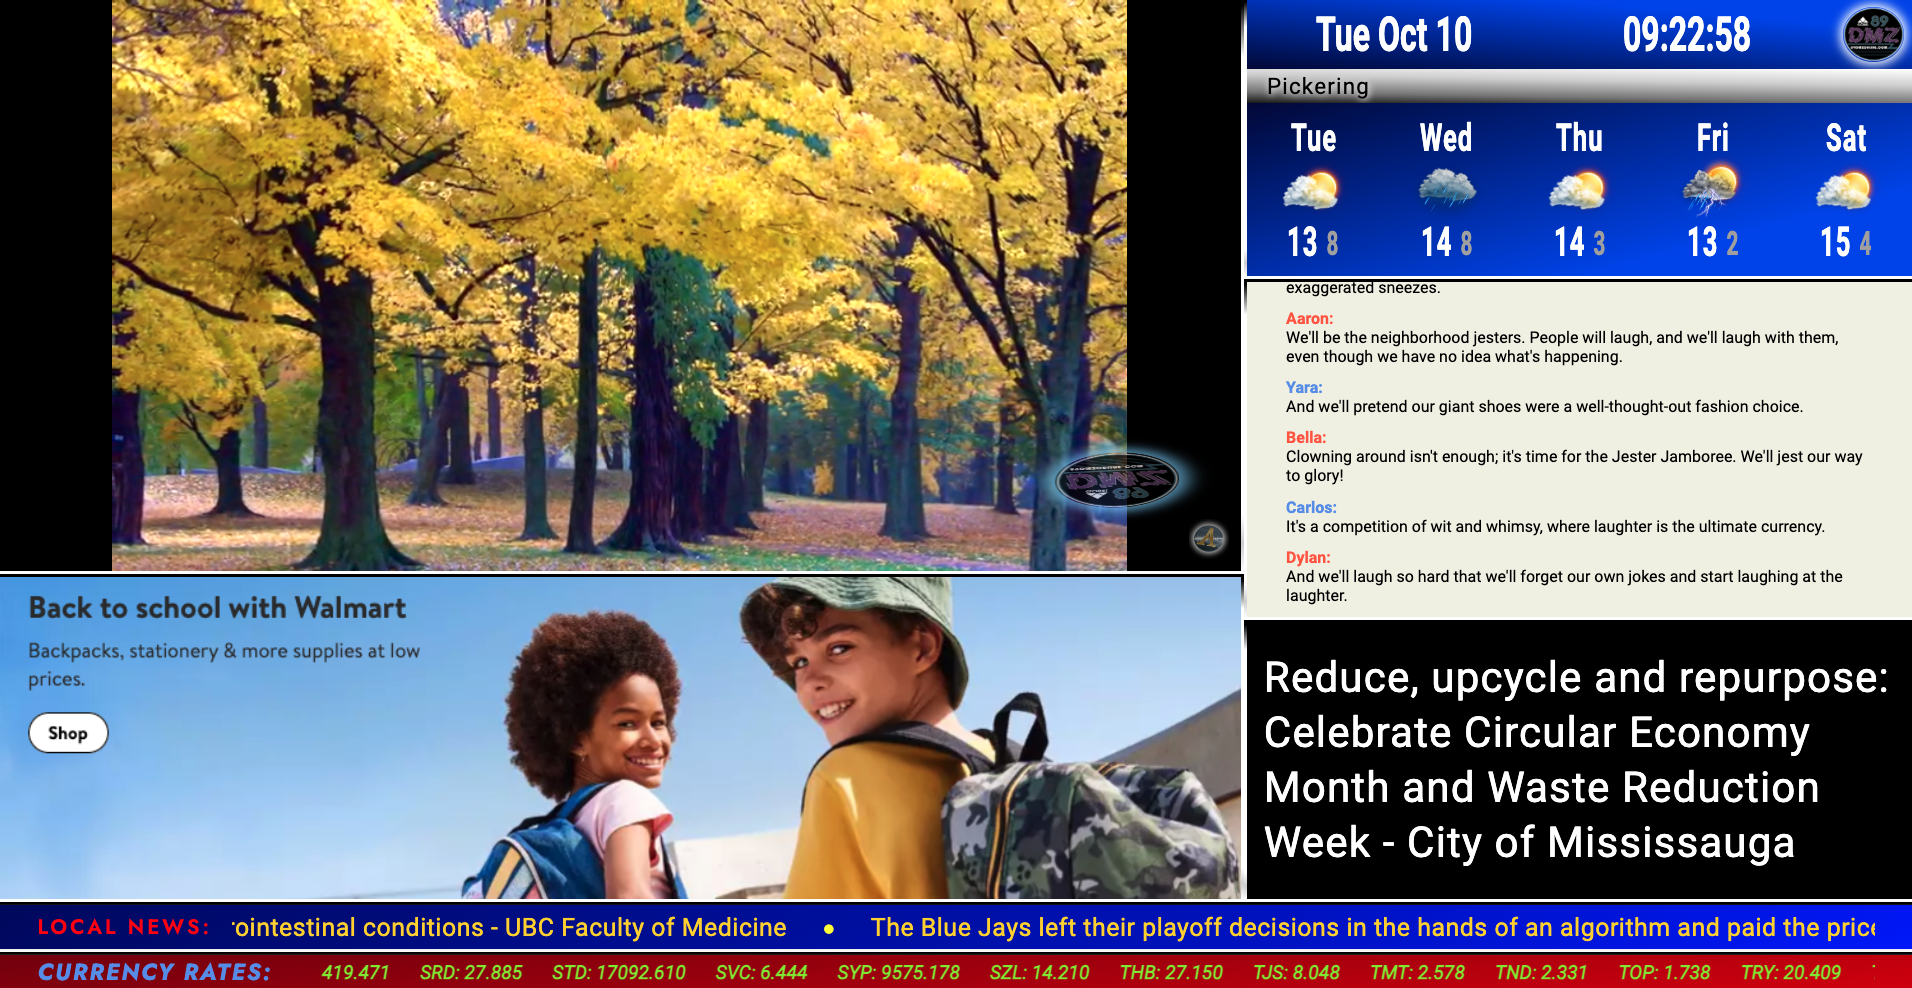 Tue Oct 10
09:22:58
89
DMZ
Pickering
Tue Wed Thu Fri Sat
13 8 14 8 14 3 13 2 15 4
exaggerated sneezes.
Aaron:
We'll be the neighborhood jesters. People will laugh, and we'll laugh with them,
even though we have no idea what's happening.
Yara:
And we'll pretend our giant shoes were a well-thought-out fashion choice.
Bella:
Clowning around isn't enough; it's time for the Jester Jamboree. We'll jest our way
to glory!
Carlos:
It's a competition of wit and whimsy, where laughter is the ultimate currency.
Dylan:
And we'll laugh so hard that we'll forget our own jokes and start laughing at the
laughter.
Back to school with Walmart
Backpacks, stationery & more supplies at low
prices.
Shop
Reduce, upcycle and repurpose:
Celebrate Circular Economy
Month and Waste Reduction
Week - City of Mississauga
LOCAL NEWS: rointestinal conditions - UBC Faculty of Medicine • The Blue Jays left their playoff decisions in the hands of an algorithm and paid the price
CURRENCY RATES: 419.471 SRD: 27.885 STD: 17092.610 SVC: 6.444 SYP: 9575.178 SZL: 14.210 THB: 27.150 TJS: 8.048 TMT: 2.578 TND: 2.331 TOP: 1.738 TRY: 20.409